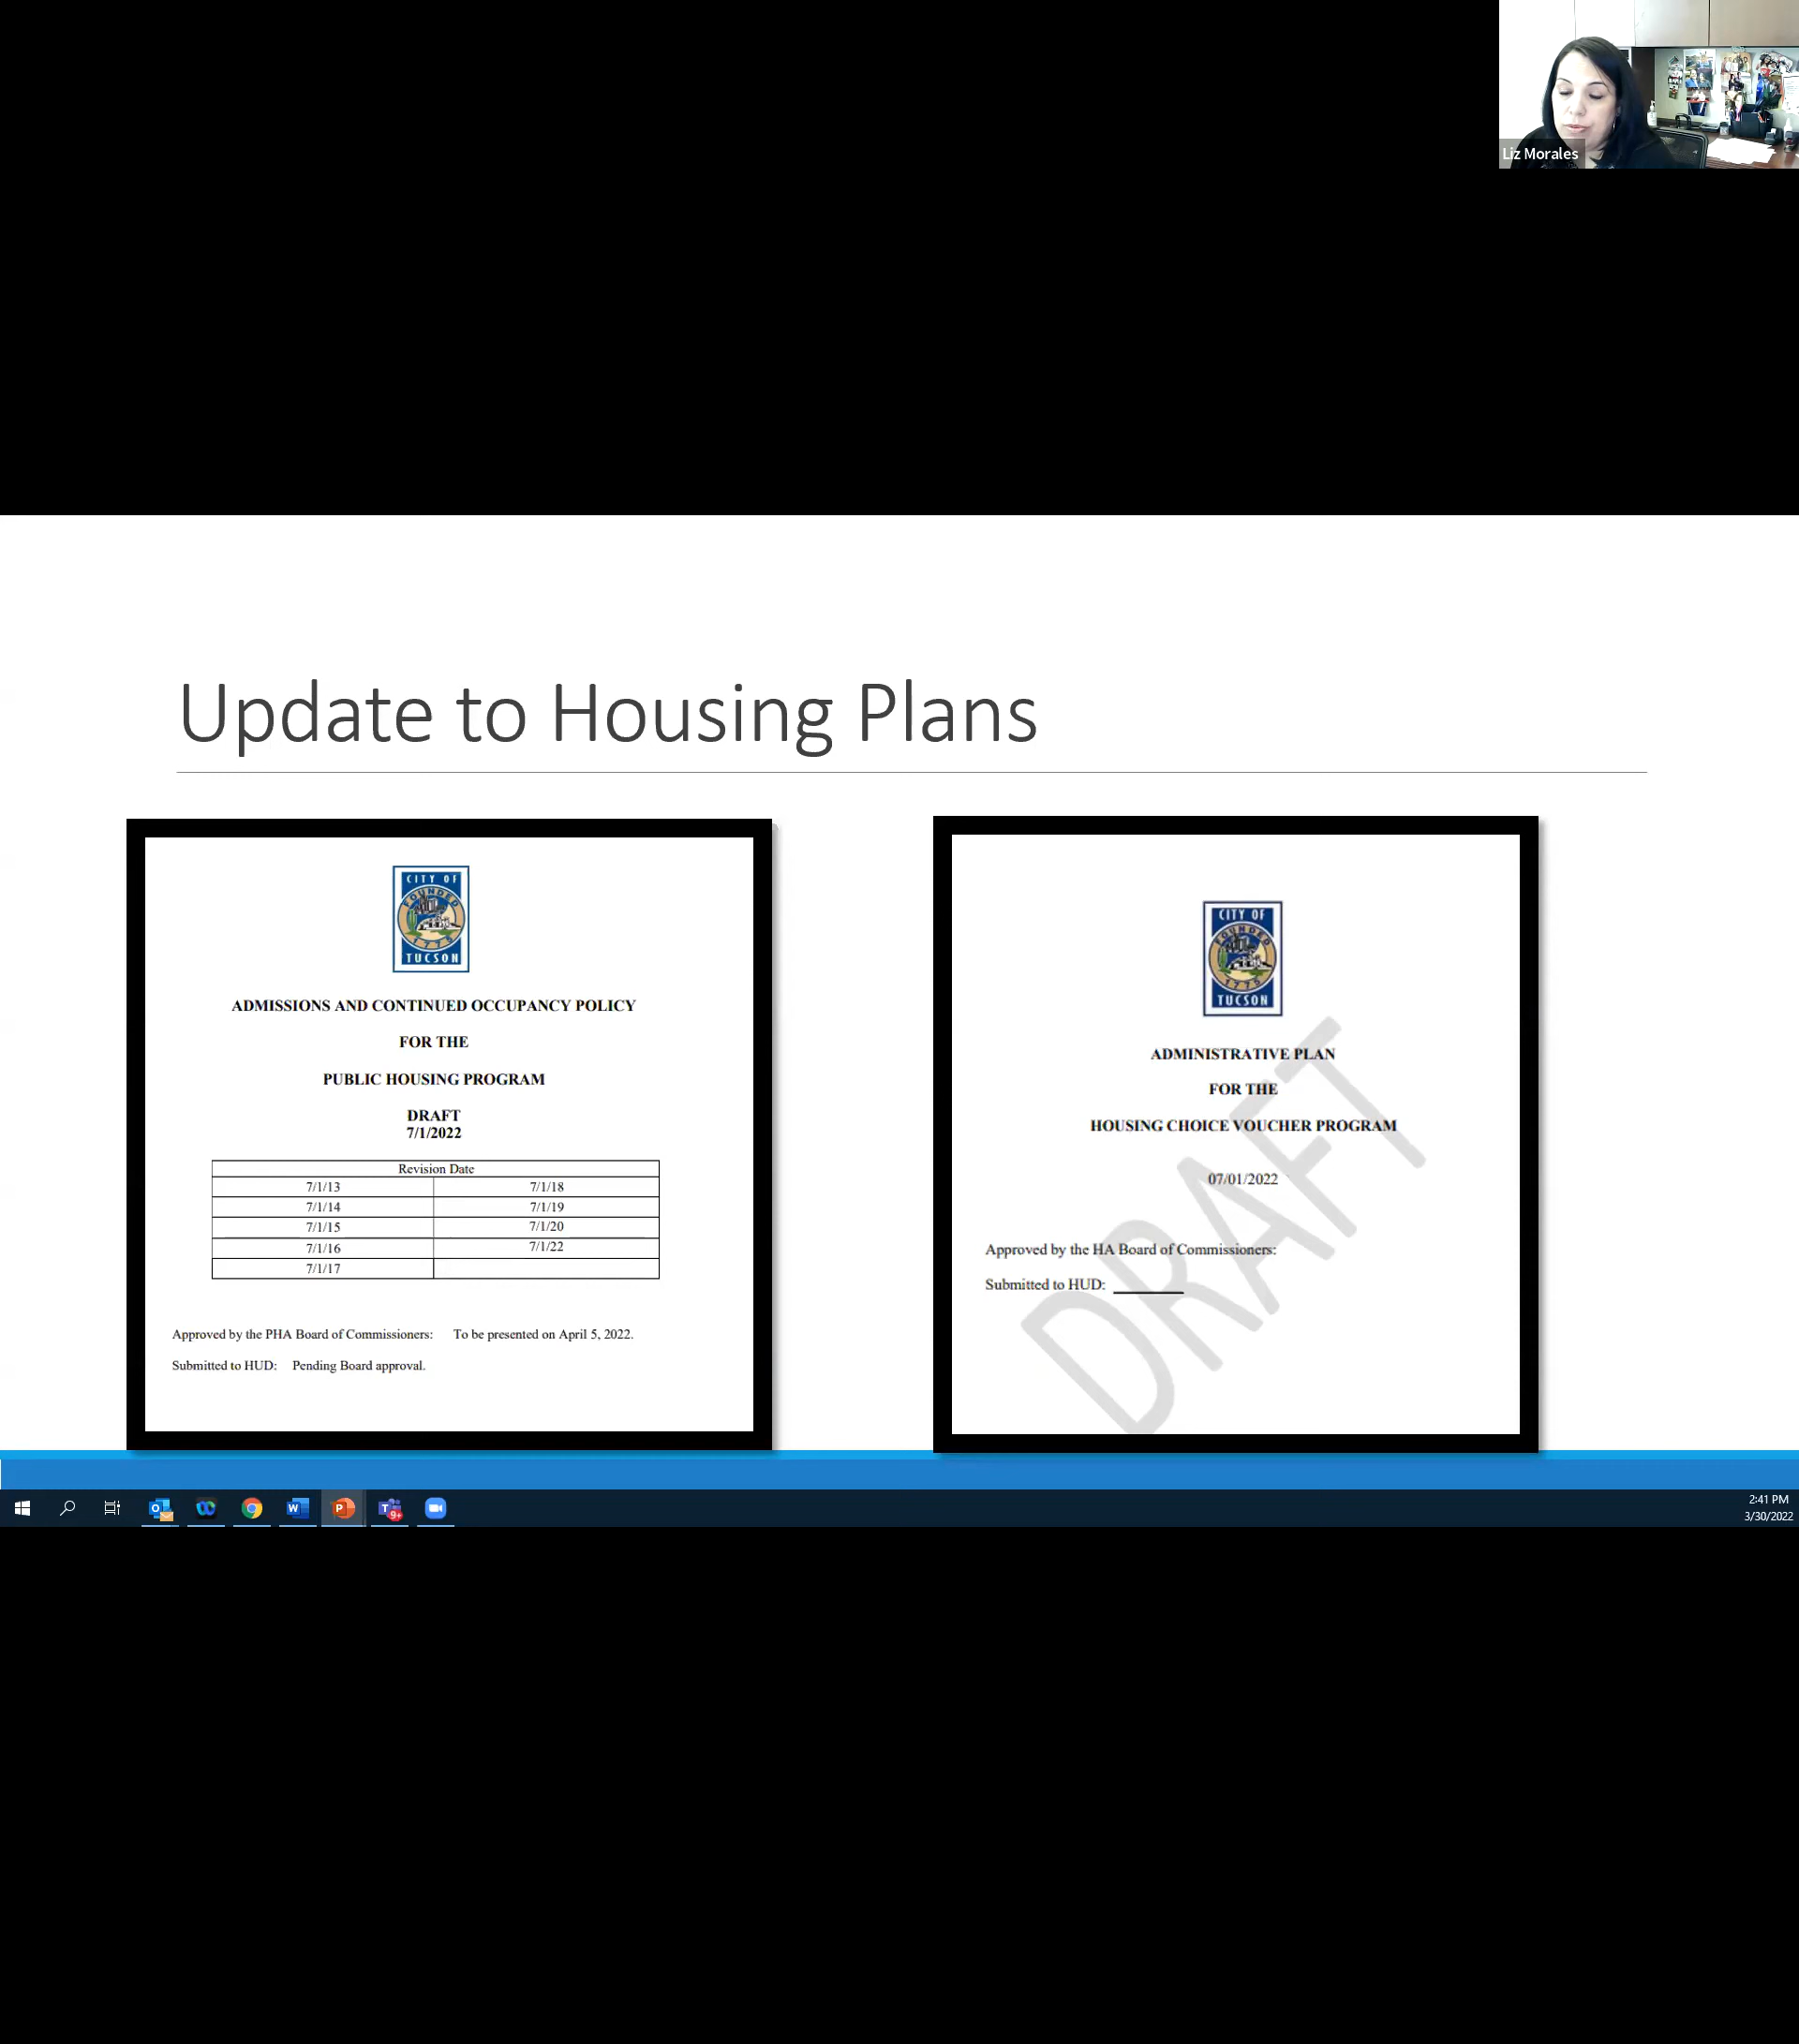 Liz Morales
Update to Housing Plans
CITY OF
FOUNDED
1775
TUCSON
ADMISSIONS AND CONTINUED OCCUPANCY POLICY
FOR THE
PUBLIC HOUSING PROGRAM
DRAFT
7/1/2022
Revision Date
7/1/13 7/1/18
7/1/14 7/1/19
7/1/15 7/1/20
7/1/16 7/1/22
7/1/17
Approved by the PHA Board of Commissioners: To be presented on April 5, 2022.
Submitted to HUD: Pending Board approval.
CITY OF
FOUNDED
1775
TUCSON
ADMINISTRATIVE PLAN
FOR THE
HOUSING CHOICE VOUCHER PROGRAM
07/01/2022
Approved by the HA Board of Commissioners:
Submitted to HUD:
DRAFT
9+
2:41 PM
3/30/2022